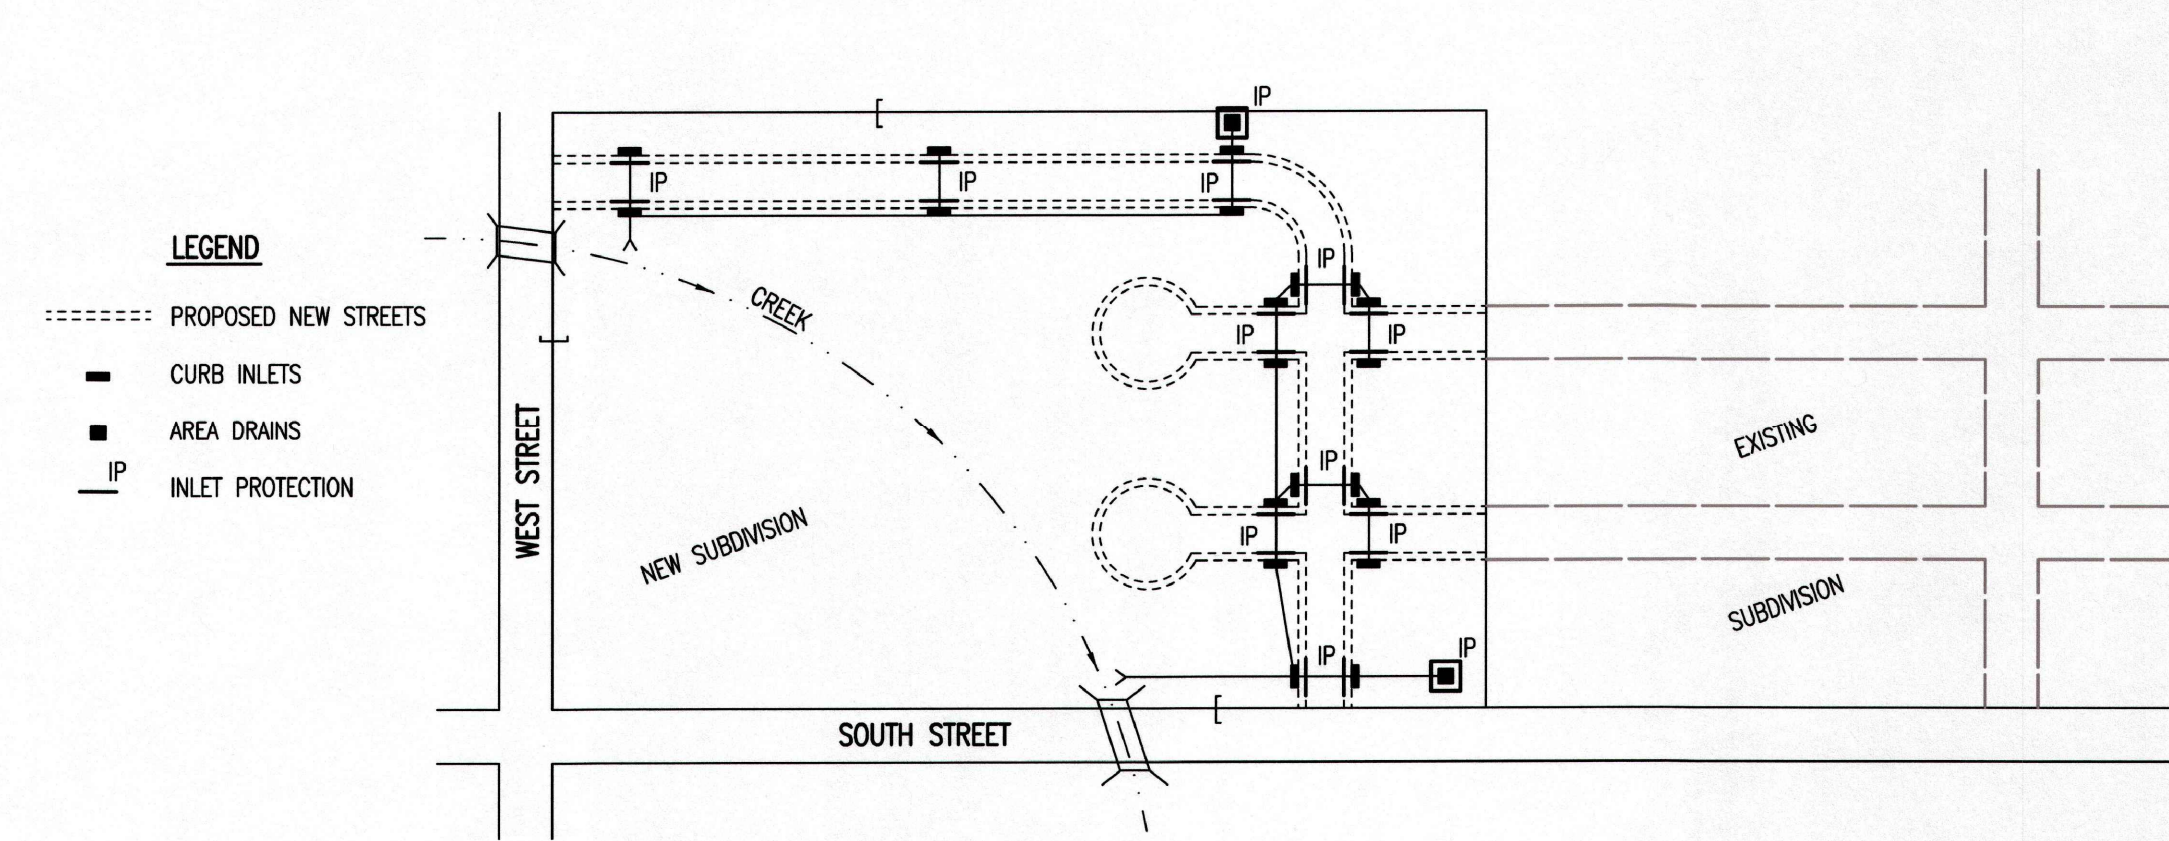 IP
IP
IP
IP
LEGEND
PROPOSED NEW STREETS
CURB INLETS
AREA DRAINS
IP
INLET PROTECTION
CREEK
IP
IP
IP
WEST STREET
NEW SUBDIVISION
IP
IP
IP
EXISTING
SUBDIVISION
IP
IP
SOUTH STREET